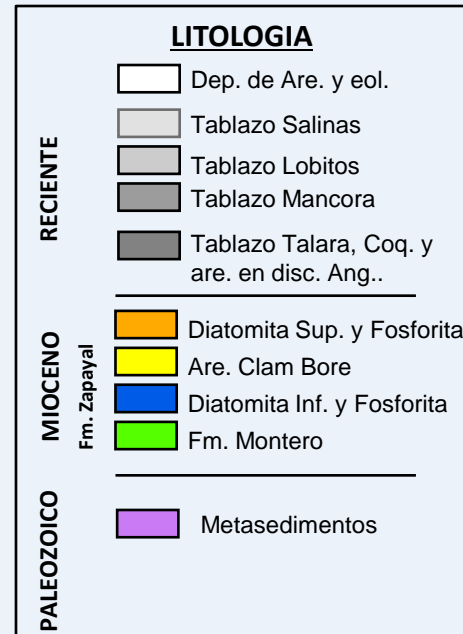 LITOLOGIA
RECIENTE
Dep. de Are. y eol.
Tablazo Salinas
Tablazo Lobitos
Tablazo Mancora
Tablazo Talara, Coq. y
are. en disc. Ang..
MIOCENO
Fm. Zapayal
Diatomita Sup. y Fosforita
Are. Clam Bore
Diatomita Inf. y Fosforita
Fm. Montero
PALEOZOICO
Metasedimentos